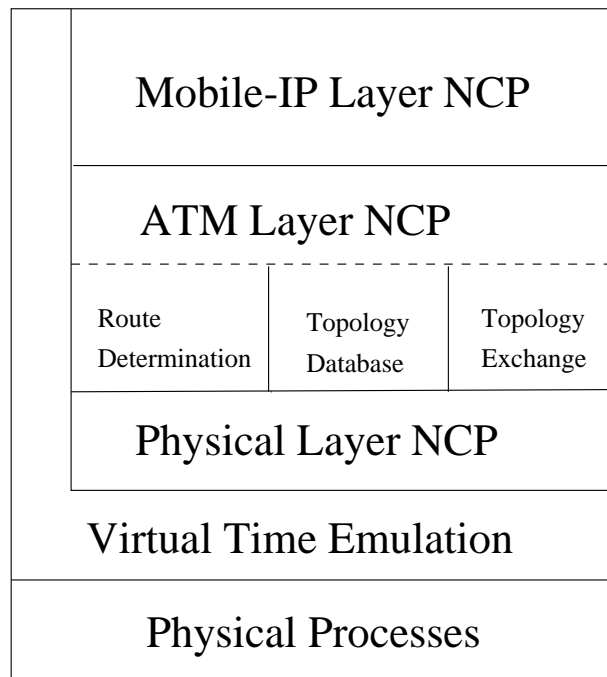 Mobile-IP Layer NCP
ATM Layer NCP
Route
Determination
Topology
Database
Topology
Exchange
Physical Layer NCP
Virtual Time Emulation
Physical Processes